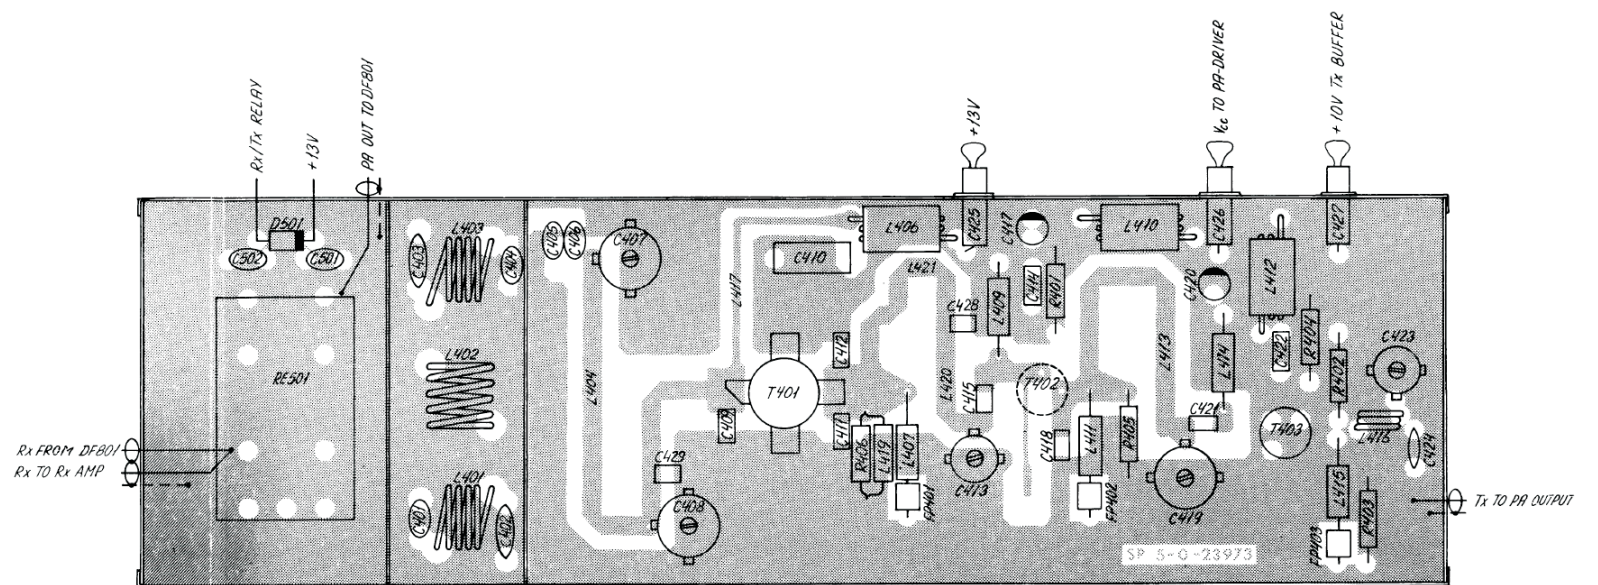 Rx/Tx RELAY
+13V
PA OUT TO DF801
+13V
Vcc TO PA-DRIVER
+10V Tx BUFFER
D501
C502
C501
RE501
Rx FROM DF801
Rx TO Rx AMP
L403
C403
C404
L402
L401
C401
C402
C405
C406
C407
L404
L417
C410
L406
C425
C417
L421
L410
C426
C427
C420
L412
C428
L409
C414
R407
C412
T401
C409
L420
C415
T402
L413
L414
C422
R404
R402
C423
C411
R406
L419
L407
FP401
C413
C418
L411
R405
FP402
C421
C419
T403
L416
C424
L415
R403
FP403
C429
C408
Tx TO PA OUTPUT
SP 5-0-23973